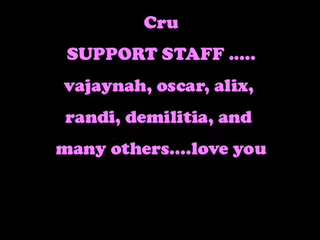 Cru
SUPPORT STAFF .....
vajaynah, oscar, alix,
randi, demilitia, and
many others....love you